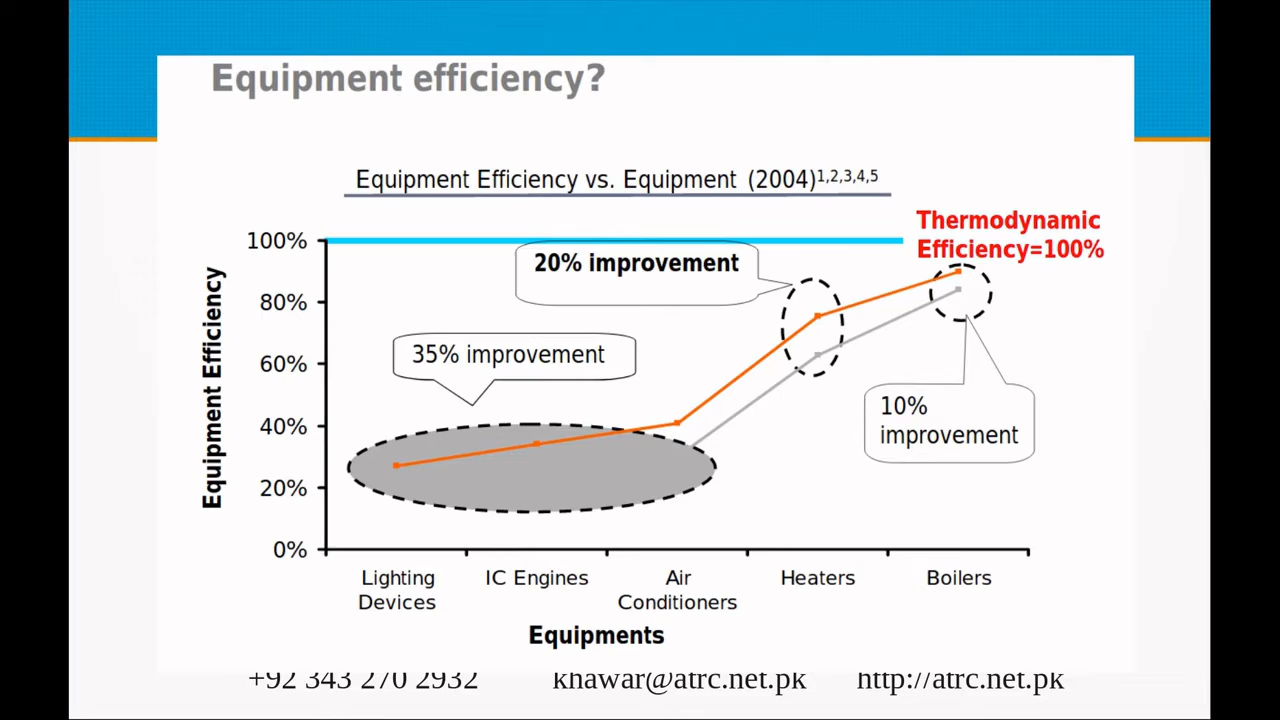 Equipment efficiency?
Equipment Efficiency vs. Equipment (2004)1,2,3,4,5
Thermodynamic
Efficiency=100%
100%
80%
60%
40%
20%
0%
Equipment Efficiency
20% improvement
35% improvement
10%
improvement
Lighting
Devices
IC Engines
Air
Conditioners
Heaters
Boilers
Equipments
+92 343 270 2932 khawar@atrc.net.pk http://atrc.net.pk